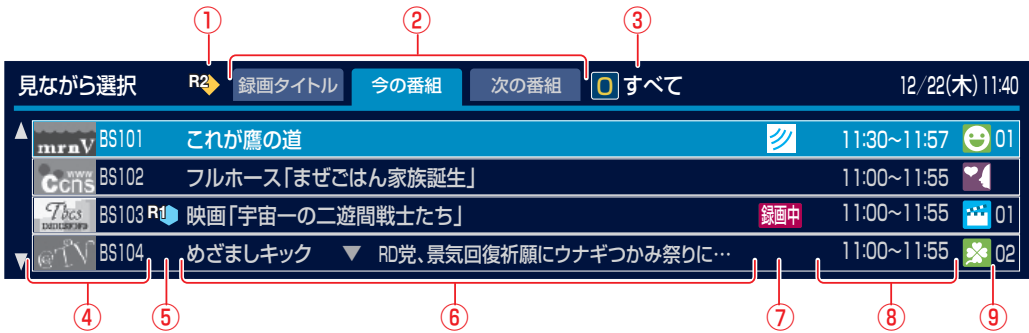 ① ② ③
見ながら選択 R2 録画タイトル 今の番組 次の番組 0 すべて 12/22(木)11:40
mrnV BS101 これが鷹の道 11:30~11:57 01
www Ccns BS102 フルホース「まぜごはん家族誕生」 11:00~11:55
Tbcs BS103 R1 映画「宇宙一の二遊間戦士たち」 録画中 11:00~11:55 01
@TV BS104 めざましキック ▼ RD党、景気回復祈願にウナギつかみ祭りに… 11:00~11:55 02
④ ⑤ ⑥ ⑦ ⑧ ⑨